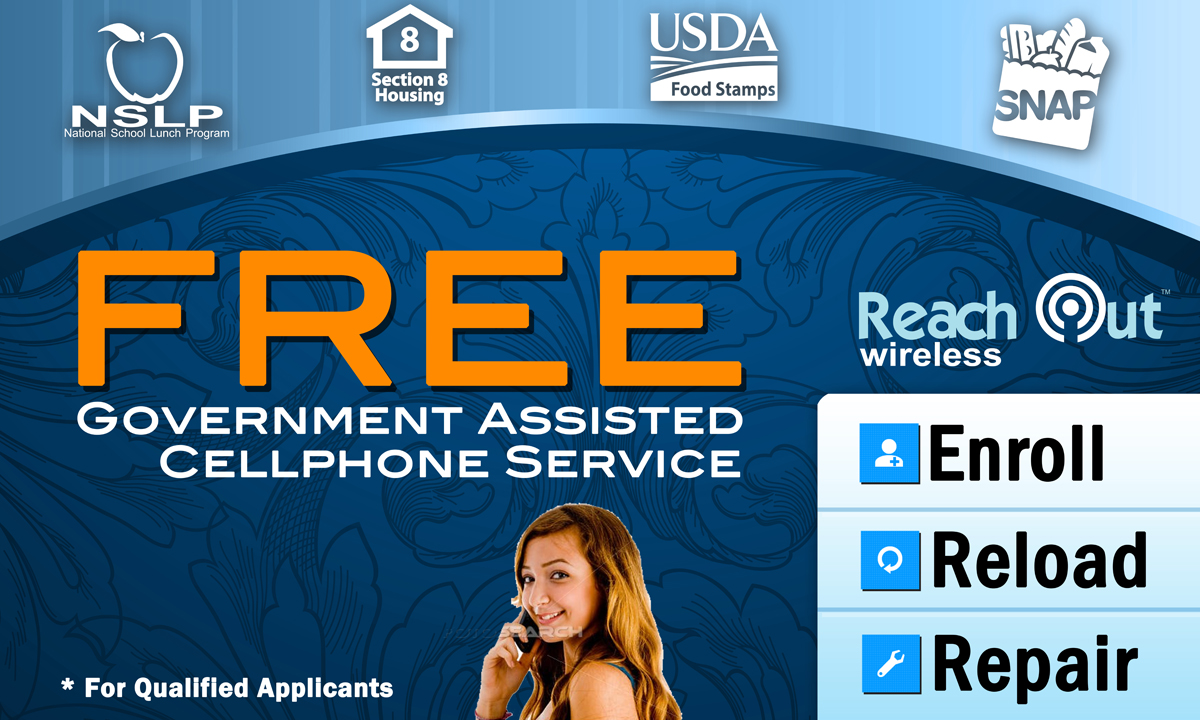 NSLP
National School Lunch Program
8
Section 8
Housing
USDA
Food Stamps
SNAP
FREE
GOVERNMENT ASSISTED
CELLPHONE SERVICE
Reach Out™
wireless
Enroll
Reload
Repair
* For Qualified Applicants